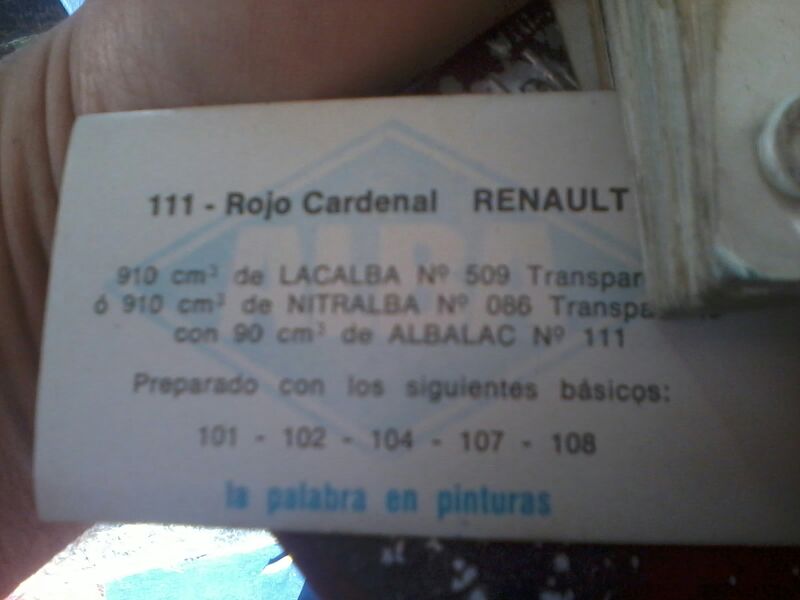 111 - Rojo Cardenal RENAULT
ALBA
910 cm³ de LACALBA Nº 509
ó 910 cm³ de NITRALBA Nº 086
con 90 cm³ de ALBALAC Nº 111
Preparado con los siguientes básicos:
101 - 102 - 104 - 107 - 108
la palabra en pinturas